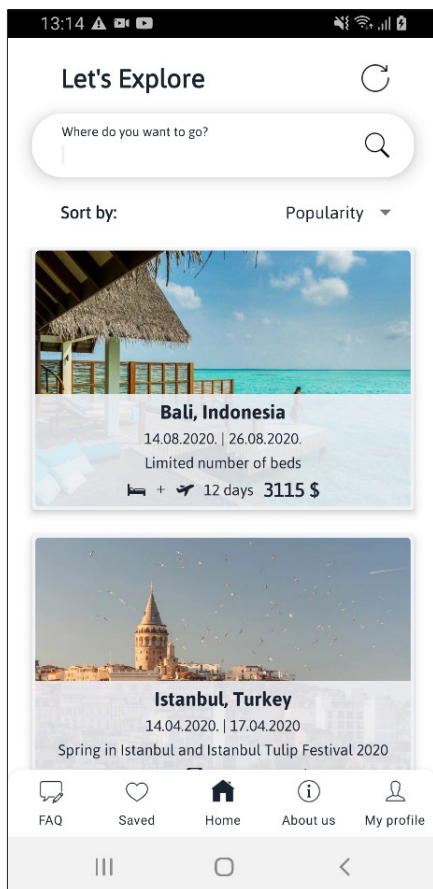 13:14
Let's Explore
Where do you want to go?
Sort by: Popularity
Bali, Indonesia
14.08.2020. | 26.08.2020.
Limited number of beds
+ 12 days 3115 $
Istanbul, Turkey
14.04.2020. | 17.04.2020
Spring in Istanbul and Istanbul Tulip Festival 2020
FAQ Saved Home About us My profile